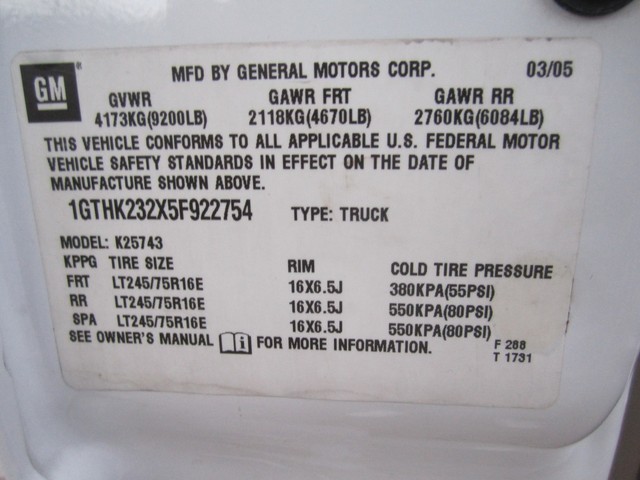 GM ® MFD BY GENERAL MOTORS CORP. 03/05
GVWR GAWR FRT GAWR RR
4173KG(9200LB) 2118KG(4670LB) 2760KG(6084LB)
THIS VEHICLE CONFORMS TO ALL APPLICABLE U.S. FEDERAL MOTOR
VEHICLE SAFETY STANDARDS IN EFFECT ON THE DATE OF
MANUFACTURE SHOWN ABOVE.
1GTHK232X5F922754 TYPE: TRUCK
MODEL: K25743
KPPG TIRE SIZE RIM COLD TIRE PRESSURE
FRT LT245/75R16E 16X6.5J 380KPA(55PSI)
RR LT245/75R16E 16X6.5J 550KPA(80PSI)
SPA LT245/75R16E 16X6.5J 550KPA(80PSI)
SEE OWNER'S MANUAL FOR MORE INFORMATION. F 288
T 1731